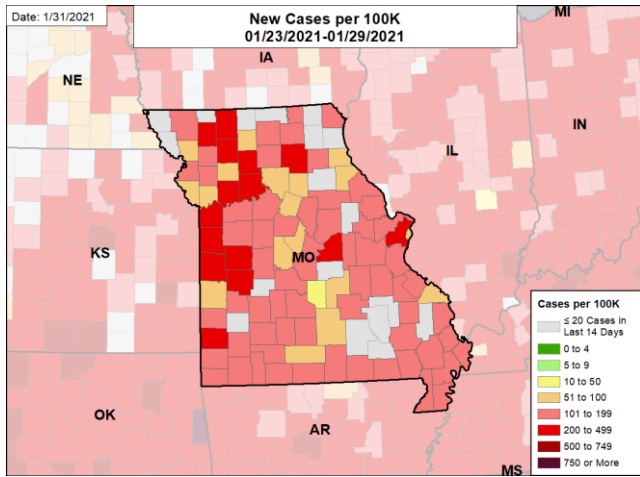 Date: 1/31/2021
New Cases per 100K
01/23/2021-01/29/2021
MI
IA
NE
IL
IN
KS
MO
OK
AR
MS
Cases per 100K
≤ 20 Cases in
Last 14 Days
0 to 4
5 to 9
10 to 50
51 to 100
101 to 199
200 to 499
500 to 749
750 or More